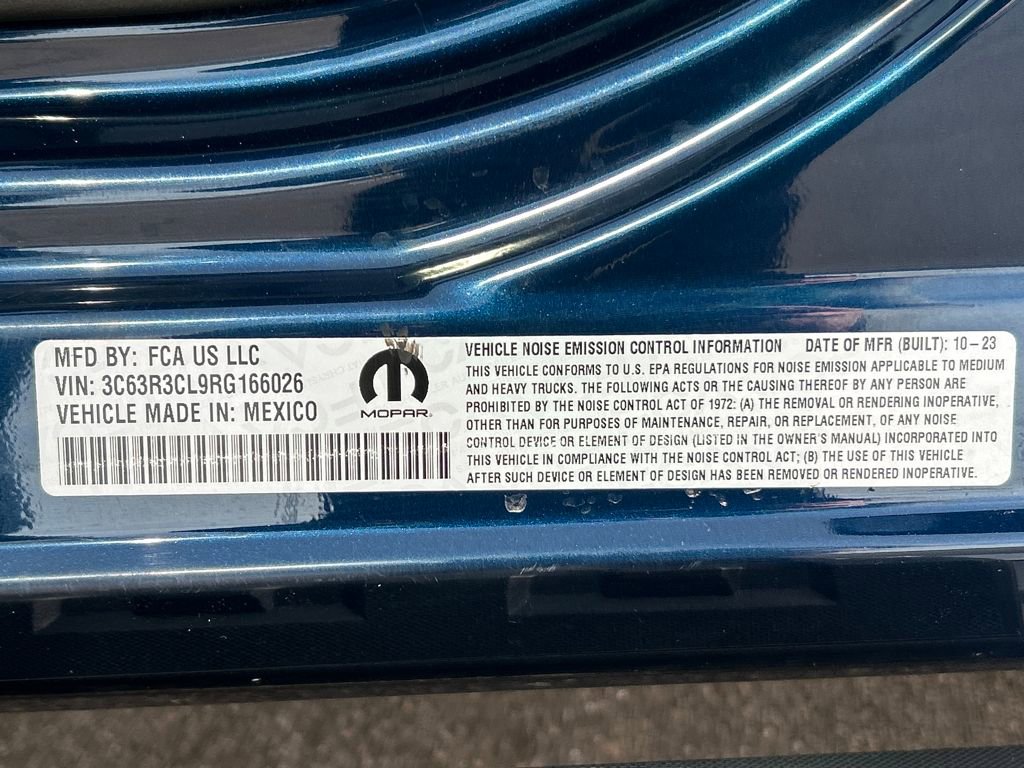 MFD BY: FCA US LLC
VIN: 3C63R3CL9RG166026
VEHICLE MADE IN: MEXICO
MOPAR
VEHICLE NOISE EMISSION CONTROL INFORMATION DATE OF MFR (BUILT): 10-23
THIS VEHICLE CONFORMS TO U.S. EPA REGULATIONS FOR NOISE EMISSION APPLICABLE TO MEDIUM
AND HEAVY TRUCKS. THE FOLLOWING ACTS OR THE CAUSING THEREOF BY ANY PERSON ARE
PROHIBITED BY THE NOISE CONTROL ACT OF 1972: (A) THE REMOVAL OR RENDERING INOPERATIVE,
OTHER THAN FOR PURPOSES OF MAINTENANCE, REPAIR, OR REPLACEMENT, OF ANY NOISE
CONTROL DEVICE OR ELEMENT OF DESIGN (LISTED IN THE OWNER'S MANUAL) INCORPORATED INTO
THIS VEHICLE IN COMPLIANCE WITH THE NOISE CONTROL ACT; (B) THE USE OF THIS VEHICLE
AFTER SUCH DEVICE OR ELEMENT OF DESIGN HAS BEEN REMOVED OR RENDERED INOPERATIVE.